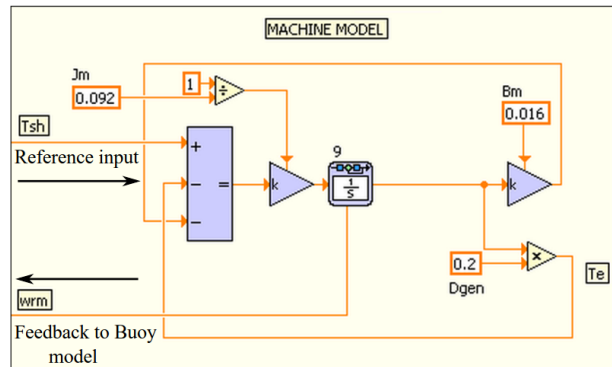 MACHINE MODEL
Jm
1
÷
0.092
Bm
0.016
Tsh
+
Reference input
9
-
=
k
1/s
k
-
0.2
×
Dgen
Te
wrm
Feedback to Buoy
model